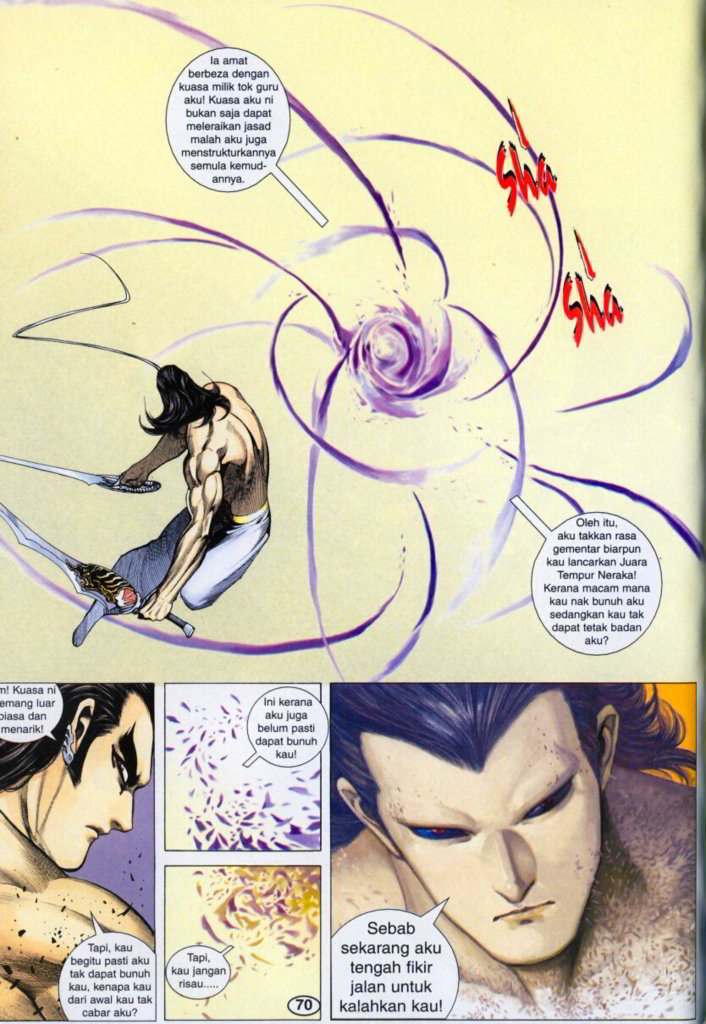 Ia amat
berbeza dengan
kuasa milik tok guru
aku! Kuasa aku ni
bukan saja dapat
meleraikan jasad
malah aku juga
menstrukturkannya
semula kemud-
annya.
Sha
Sha
Oleh itu,
aku takkan rasa
gementar biarpun
kau lancarkan Juara
Tempur Neraka!
Kerana macam mana
kau nak bunuh aku
sedangkan kau tak
dapat tetak badan
aku?
m! Kuasa ni
emang luar
biasa dan
menarik!
Tapi, kau
begitu pasti aku
tak dapat bunuh
kau, kenapa kau
dari awal kau tak
cabar aku?
Ini kerana
aku juga
belum pasti
dapat bunuh
kau!
Tapi,
kau jangan
risau.....
Sebab
sekarang aku
tengah fikir
jalan untuk
kalahkan kau!
70